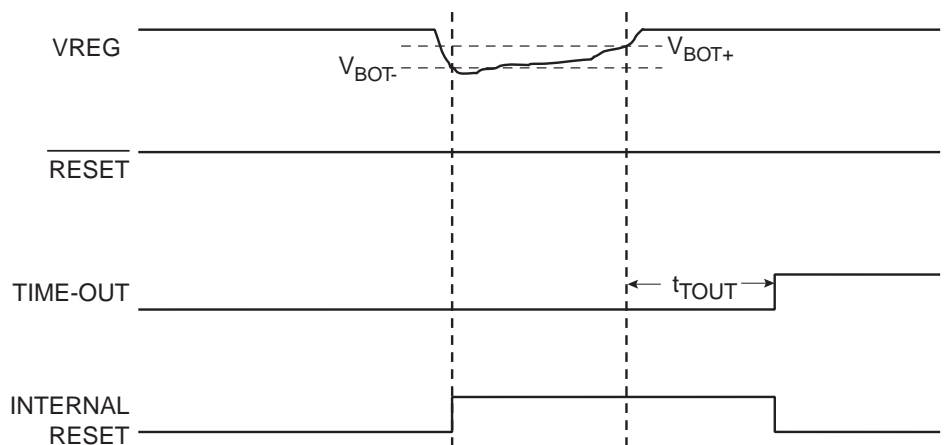 VREG
VBOT-
VBOT+
RESET
TIME-OUT
tTOUT
INTERNAL
RESET